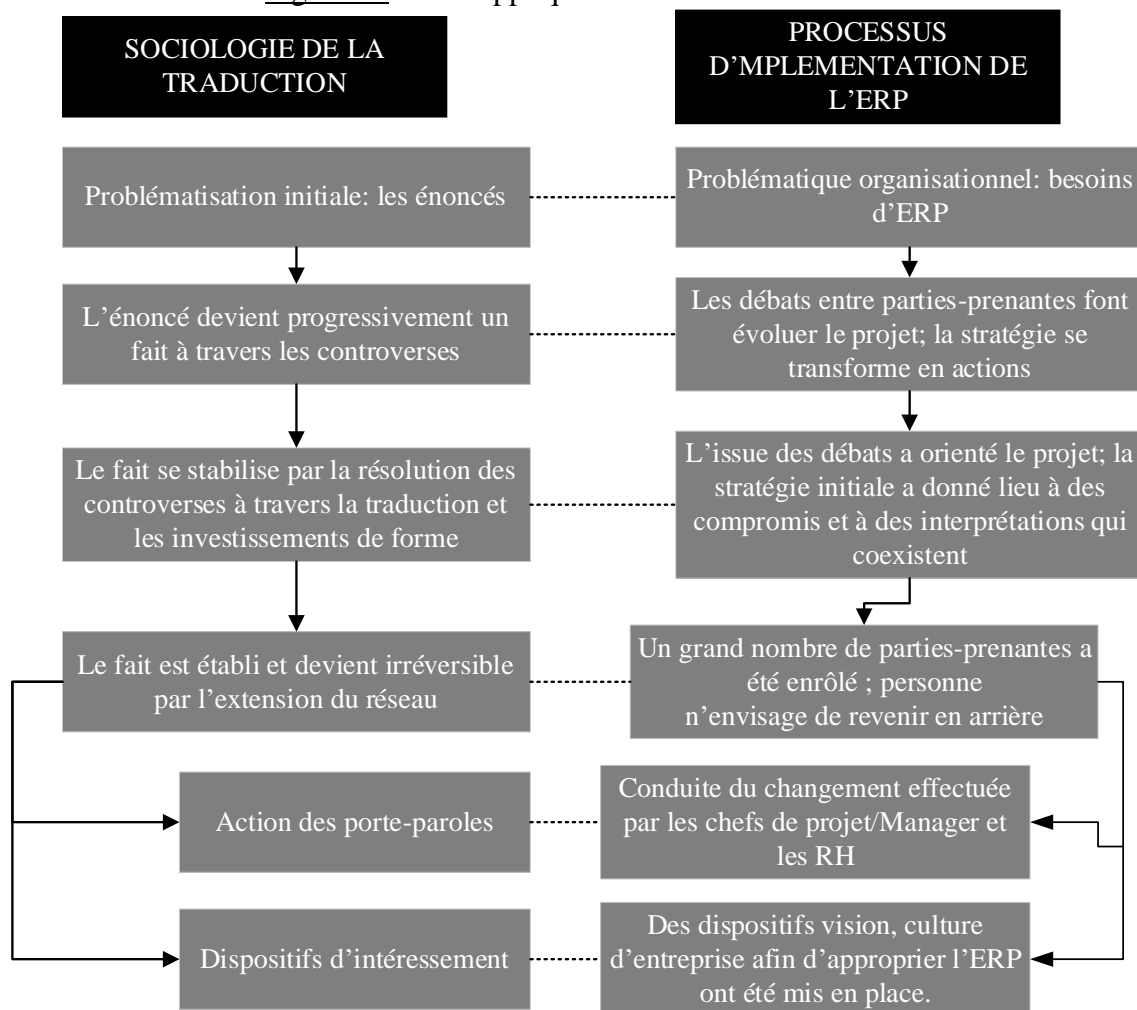 SOCIOLOGIE DE LA
TRADUCTION
PROCESSUS
D’MPLEMENTATION DE
L’ERP
Problématisation initiale: les énoncés
Problématique organisationnel: besoins
d’ERP
L’énoncé devient progressivement un
fait à travers les controverses
Les débats entre parties-prenantes font
évoluer le projet; la stratégie se
transforme en actions
Le fait se stabilise par la résolution des
controverses à travers la traduction et
les investissements de forme
L’issue des débats a orienté le projet; la
stratégie initiale a donné lieu à des
compromis et à des interprétations qui
coexistent
Le fait est établi et devient irréversible
par l’extension du réseau
Un grand nombre de parties-prenantes a
été enrôlé ; personne
n’envisage de revenir en arrière
Action des porte-paroles
Conduite du changement effectuée
par les chefs de projet/Manager et
les RH
Dispositifs d’intéressement
Des dispositifs vision, culture
d’entreprise afin d’approprier l’ERP
ont été mis en place.